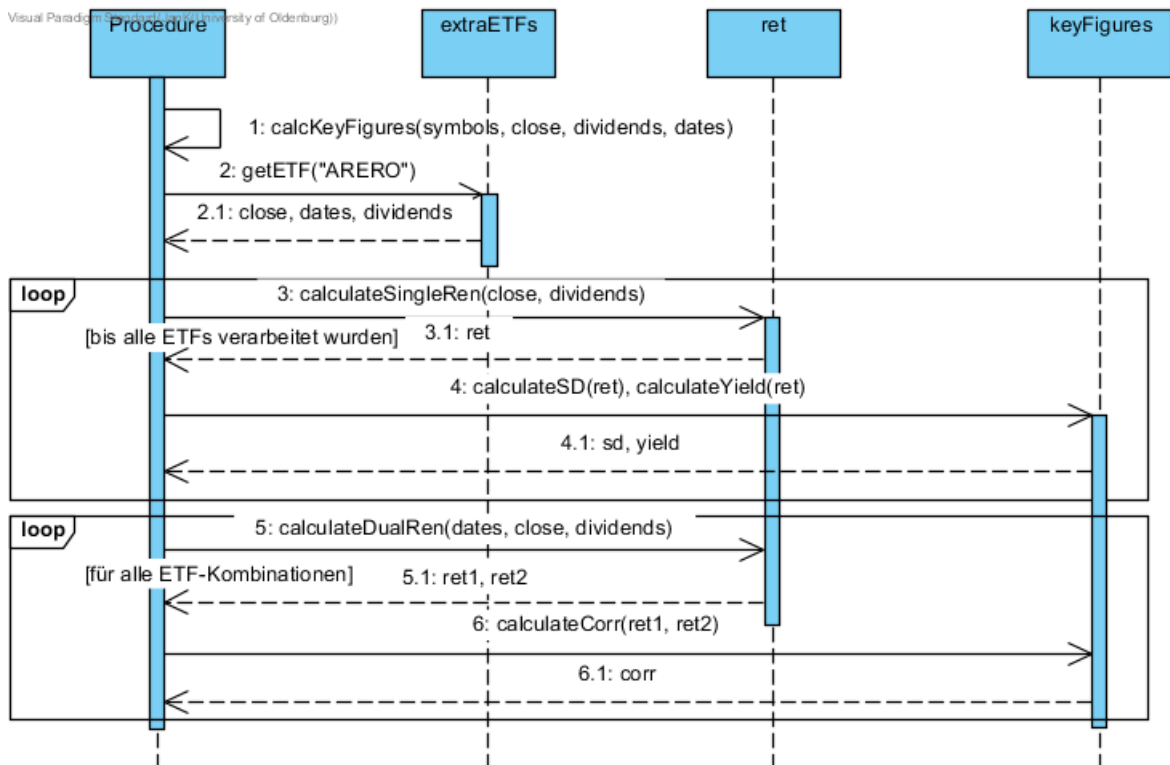 Visual Paradigm Standard(JanK(University of Oldenburg))
Procedure
extraETFs
ret
keyFigures
1: calcKeyFigures(symbols, close, dividends, dates)
2: getETF("ARERO")
2.1: close, dates, dividends
loop
3: calculateSingleRen(close, dividends)
[bis alle ETFs verarbeitet wurden]
3.1: ret
4: calculateSD(ret), calculateYield(ret)
4.1: sd, yield
loop
5: calculateDualRen(dates, close, dividends)
[für alle ETF-Kombinationen]
5.1: ret1, ret2
6: calculateCorr(ret1, ret2)
6.1: corr